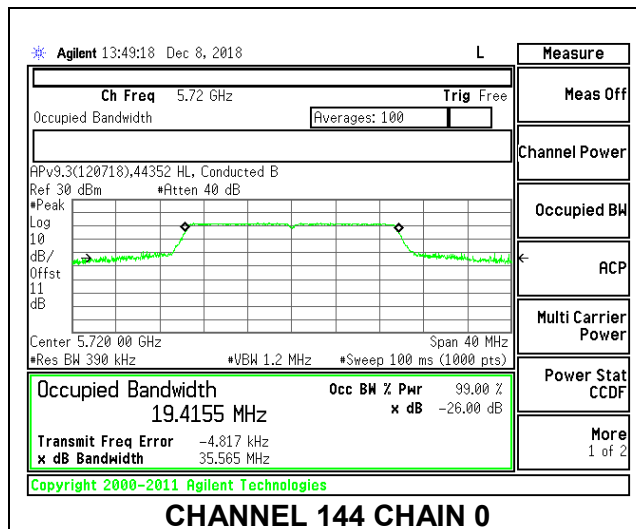 Agilent 13:49:18 Dec 8, 2018 L
Measure
Ch Freq 5.72 GHz Trig Free
Occupied Bandwidth Averages: 100
APv9.3(120718),44352 HL, Conducted B
Ref 30 dBm #Atten 40 dB
#Peak
Log
10
dB/
Offst
11
dB
Center 5.720 00 GHz Span 40 MHz
#Res BW 390 kHz #VBW 1.2 MHz #Sweep 100 ms (1000 pts)
Occupied Bandwidth Occ BW % Pwr 99.00 %
19.4155 MHz x dB -26.00 dB
Transmit Freq Error -4.817 kHz
x dB Bandwidth 35.565 MHz
Copyright 2000-2011 Agilent Technologies
Meas Off
Channel Power
Occupied BW
ACP
Multi Carrier
Power
Power Stat
CCDF
More
1 of 2
CHANNEL 144 CHAIN 0